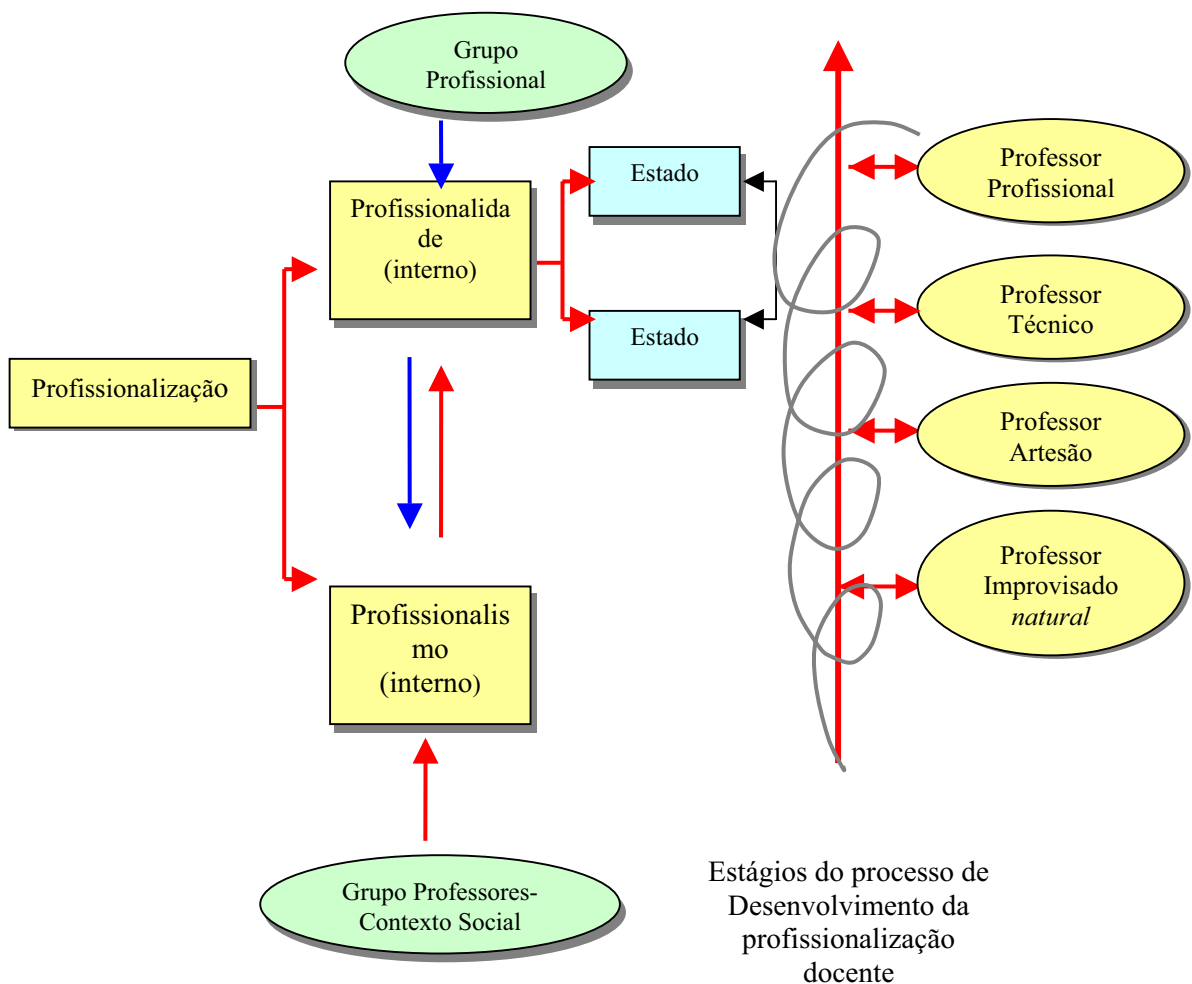 Grupo
Profissional
Profissionalida
de
(interno)
Estado
Estado
Profissionalização
Profissionalis
mo
(interno)
Grupo Professores-
Contexto Social
Professor
Profissional
Professor
Técnico
Professor
Artesão
Professor
Improvisado
natural
Estágios do processo de
Desenvolvimento da
profissionalização
docente